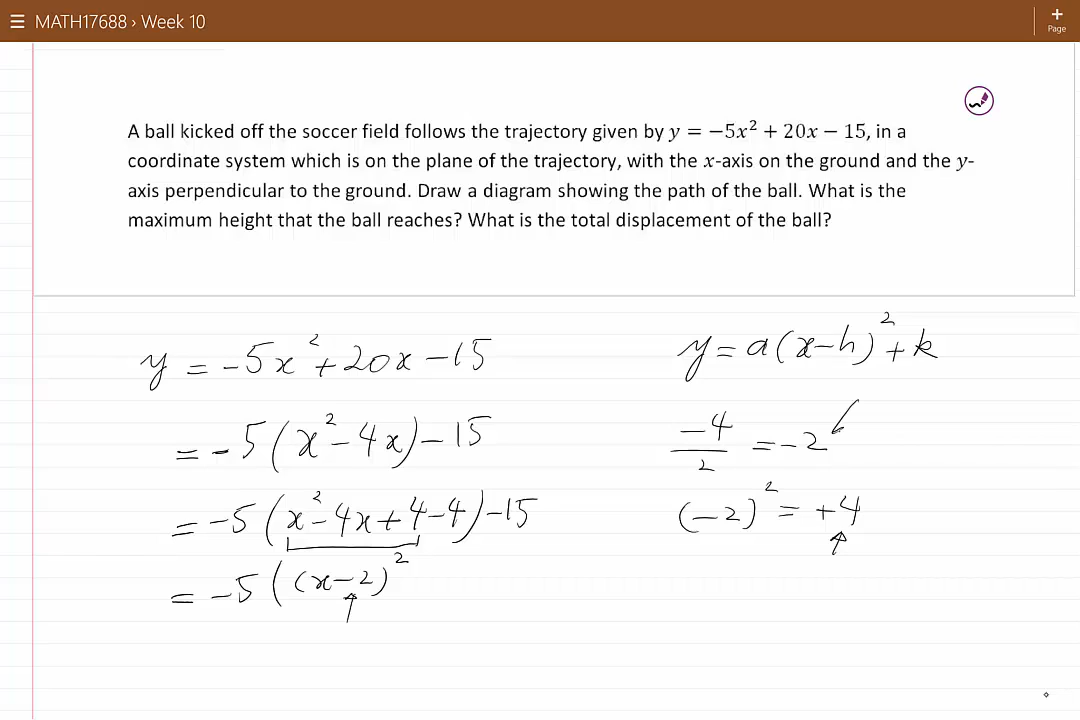 ☰ MATH17688 › Week 10
+ Page
A ball kicked off the soccer field follows the trajectory given by y = −5x² + 20x − 15, in a
coordinate system which is on the plane of the trajectory, with the x-axis on the ground and the y-
axis perpendicular to the ground. Draw a diagram showing the path of the ball. What is the
maximum height that the ball reaches? What is the total displacement of the ball?
y = -5x² + 20x - 15
= -5(x² - 4x) - 15
= -5(x² - 4x + 4 - 4) - 15
= -5((x - 2)²
↑
y = a(x - h)² + k
-4/2 = -2
(-2)² = +4
↑